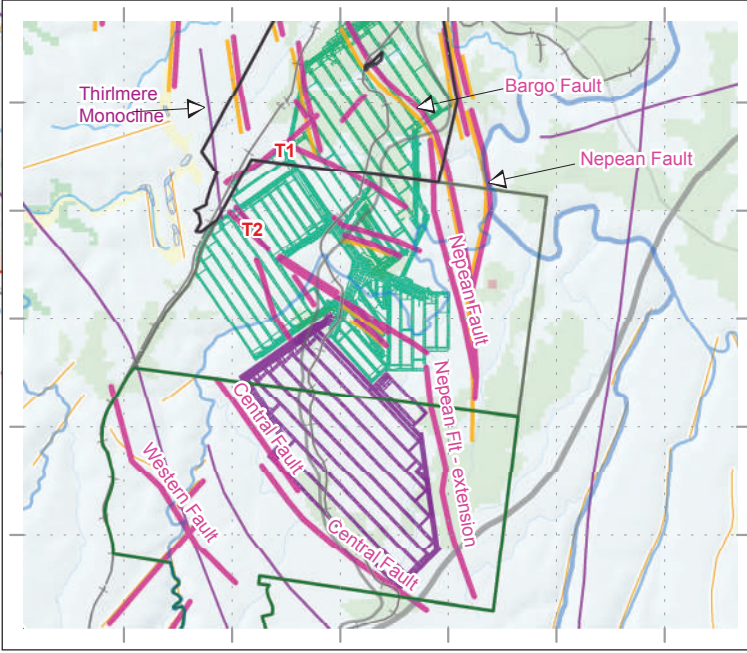 Thirlmere
Monocline
Bargo Fault
T1
Nepean Fault
T2
Nepean Fault
Central Fault
Nepean Flt - extension
Western Fault
Central Fault